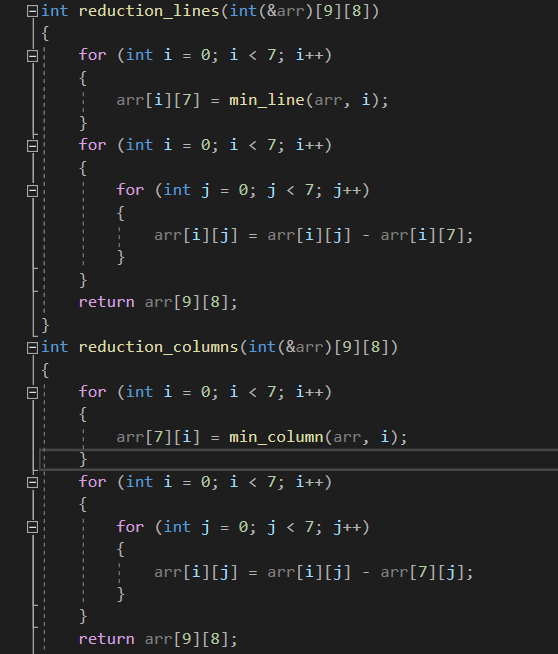 int reduction_lines(int(&arr)[9][8])
{
    for (int i = 0; i < 7; i++)
    {
        arr[i][7] = min_line(arr, i);
    }
    for (int i = 0; i < 7; i++)
    {
        for (int j = 0; j < 7; j++)
        {
            arr[i][j] = arr[i][j] - arr[i][7];
        }
    }
    return arr[9][8];
}
int reduction_columns(int(&arr)[9][8])
{
    for (int i = 0; i < 7; i++)
    {
        arr[7][i] = min_column(arr, i);
    }
    for (int i = 0; i < 7; i++)
    {
        for (int j = 0; j < 7; j++)
        {
            arr[i][j] = arr[i][j] - arr[7][j];
        }
    }
    return arr[9][8];